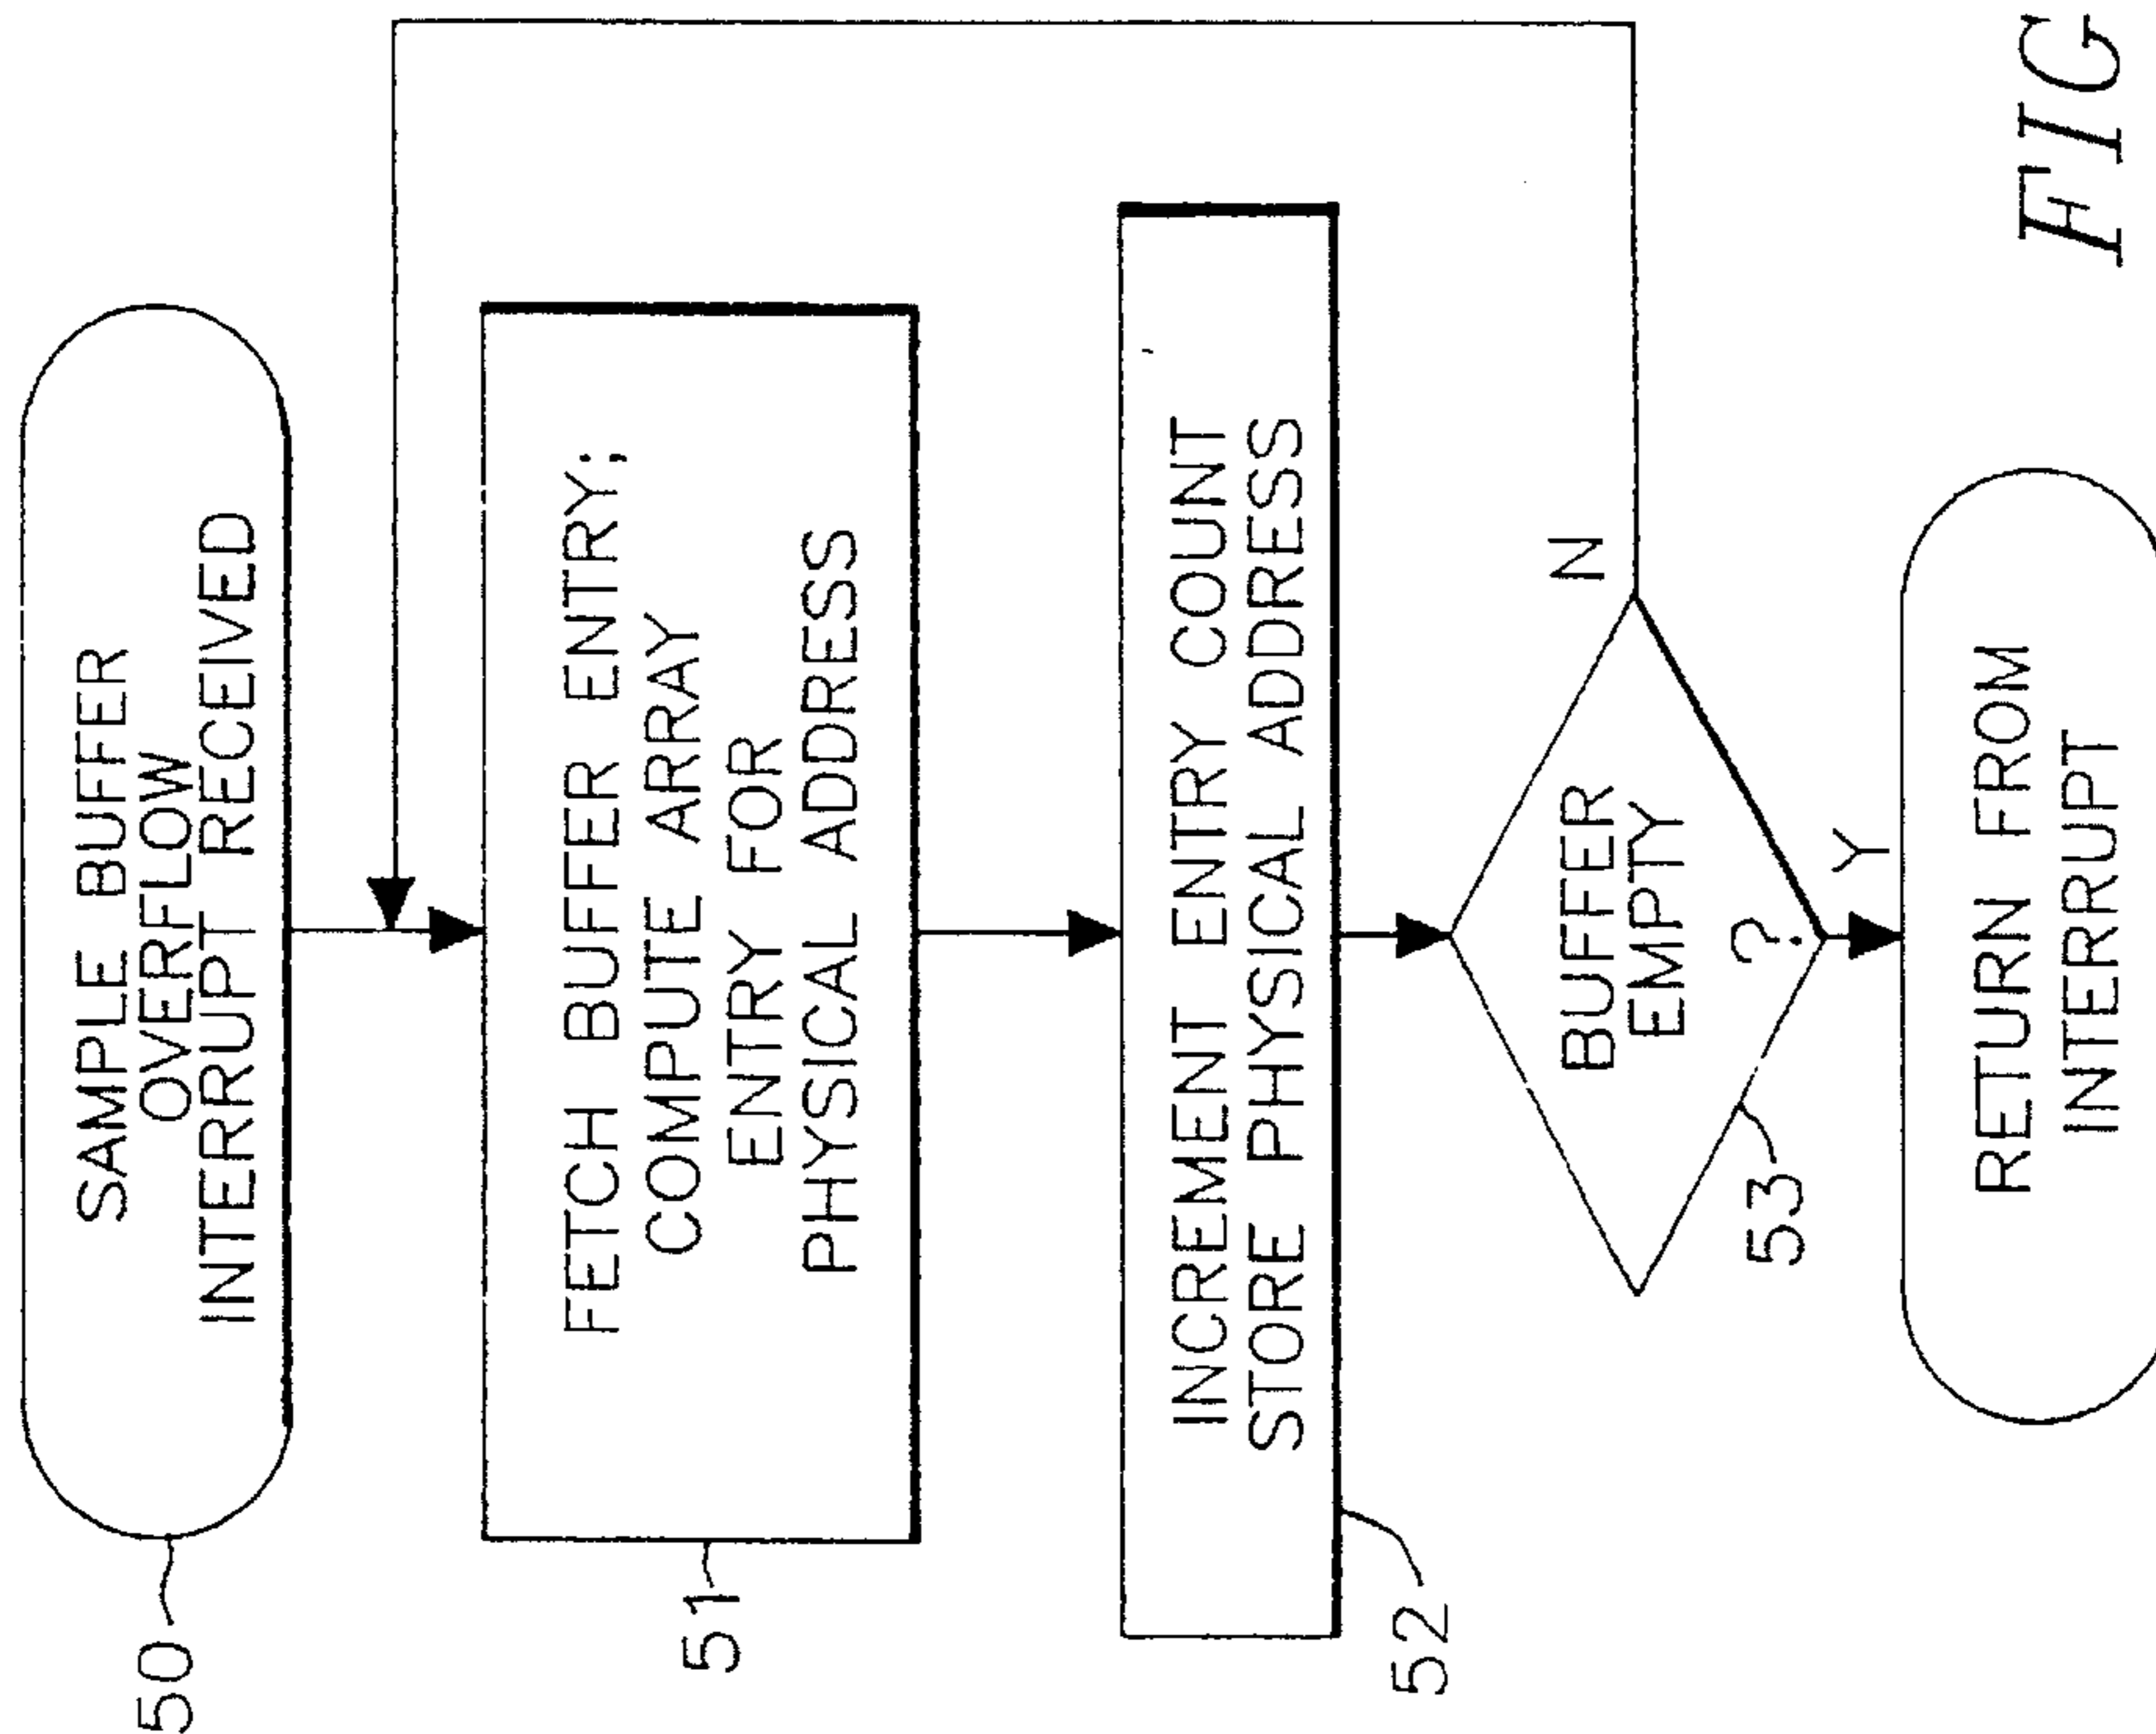 50
SAMPLE BUFFER
OVERFLOW
INTERRUPT RECEIVED
51
FETCH BUFFER ENTRY;
COMPUTE ARRAY
ENTRY FOR
PHYSICAL ADDRESS
52
INCREMENT ENTRY COUNT
STORE PHYSICAL ADDRESS
53
BUFFER
EMPTY
?
N
Y
RETURN FROM
INTERRUPT
FIG